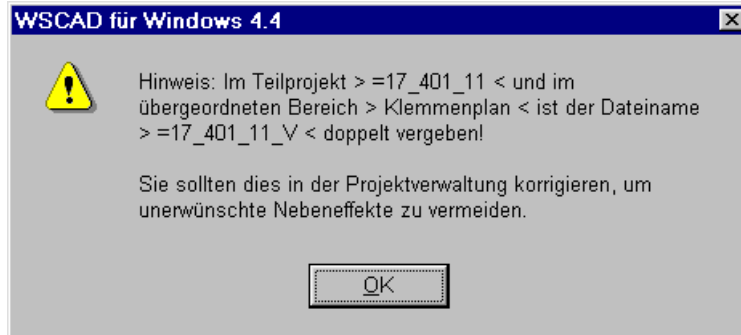 WSCAD für Windows 4.4
Hinweis: Im Teilprojekt > =17_401_11 < und im
übergeordneten Bereich > Klemmenplan < ist der Dateiname
> =17_401_11_V < doppelt vergeben!
Sie sollten dies in der Projektverwaltung korrigieren, um
unerwünschte Nebeneffekte zu vermeiden.
OK